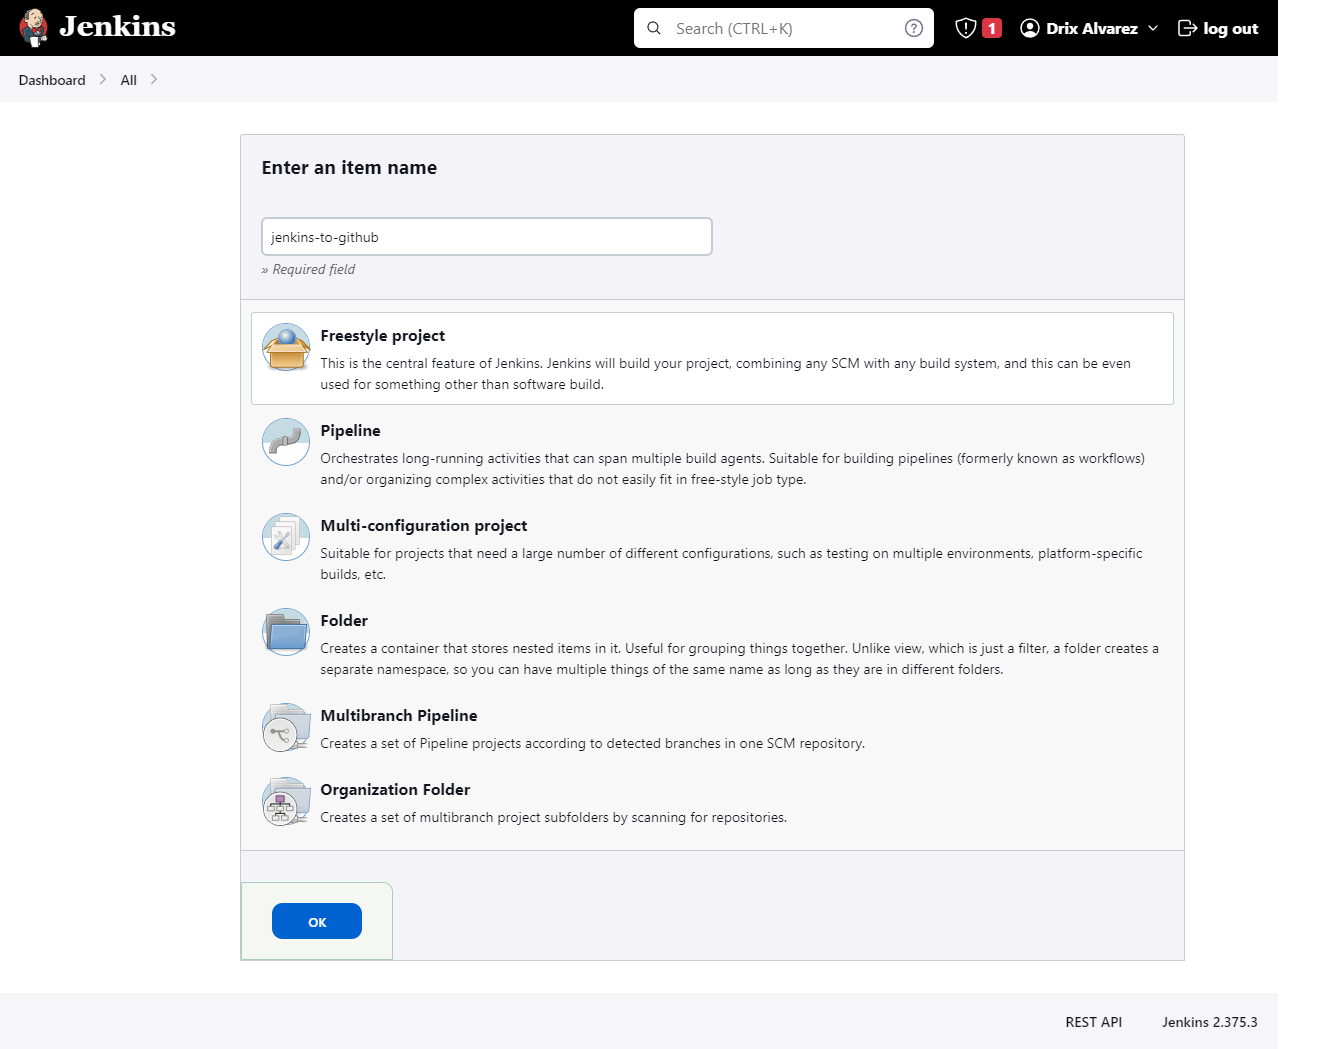 Jenkins
Search (CTRL+K)
1
Drix Alvarez
log out
Dashboard
All
Enter an item name
jenkins-to-github
» Required field
Freestyle project
This is the central feature of Jenkins. Jenkins will build your project, combining any SCM with any build system, and this can be even
used for something other than software build.
Pipeline
Orchestrates long-running activities that can span multiple build agents. Suitable for building pipelines (formerly known as workflows)
and/or organizing complex activities that do not easily fit in free-style job type.
Multi-configuration project
Suitable for projects that need a large number of different configurations, such as testing on multiple environments, platform-specific
builds, etc.
Folder
Creates a container that stores nested items in it. Useful for grouping things together. Unlike view, which is just a filter, a folder creates a
separate namespace, so you can have multiple things of the same name as long as they are in different folders.
Multibranch Pipeline
Creates a set of Pipeline projects according to detected branches in one SCM repository.
Organization Folder
Creates a set of multibranch project subfolders by scanning for repositories.
OK
REST API
Jenkins 2.375.3